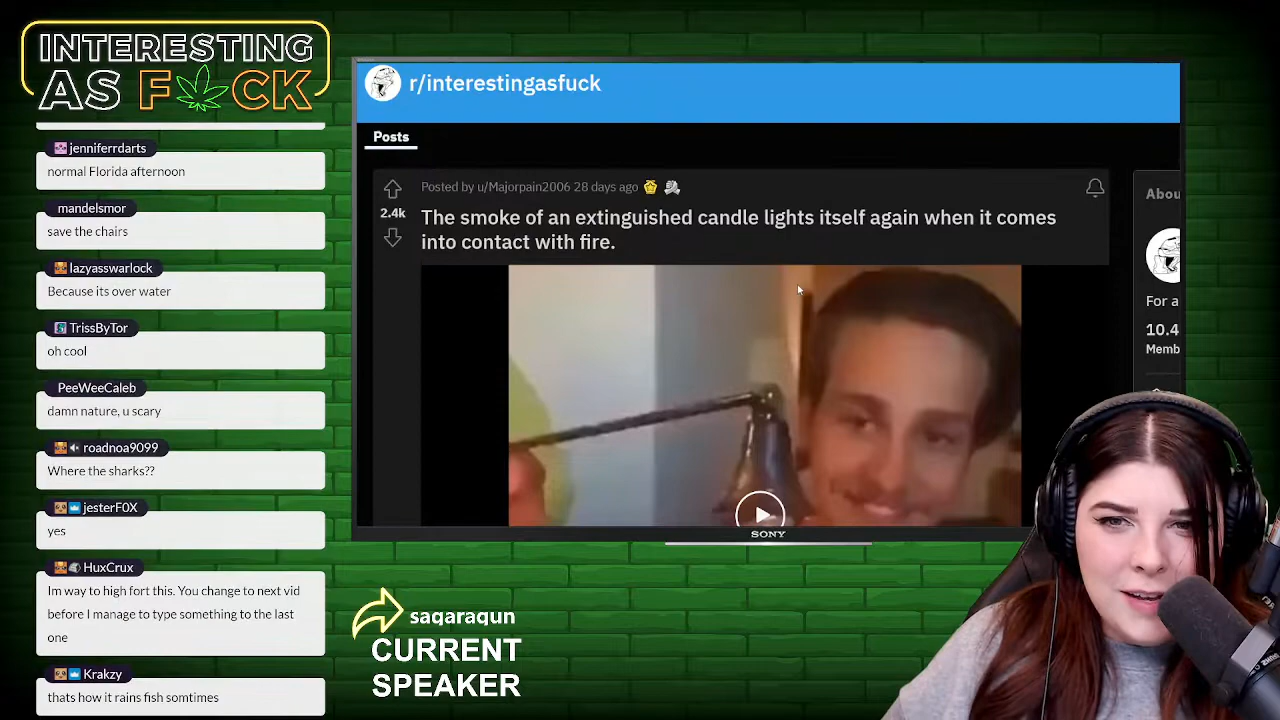 INTERESTING
AS F CK
jenniferrdarts
normal Florida afternoon
mandelsmor
save the chairs
lazyasswarlock
Because its over water
TrissByTor
oh cool
PeeWeeCaleb
damn nature, u scary
roadnoa9099
Where the sharks??
jesterF0X
yes
HuxCrux
Im way to high fort this. You change to next vid
before I manage to type something to the last
one
Krakzy
thats how it rains fish somtimes
r/interestingasfuck
Posts
Posted by u/Majorpain2006 28 days ago
2.4k
The smoke of an extinguished candle lights itself again when it comes
into contact with fire.
Abou
For a
10.4
Memb
SONY
saqaraqun
CURRENT
SPEAKER